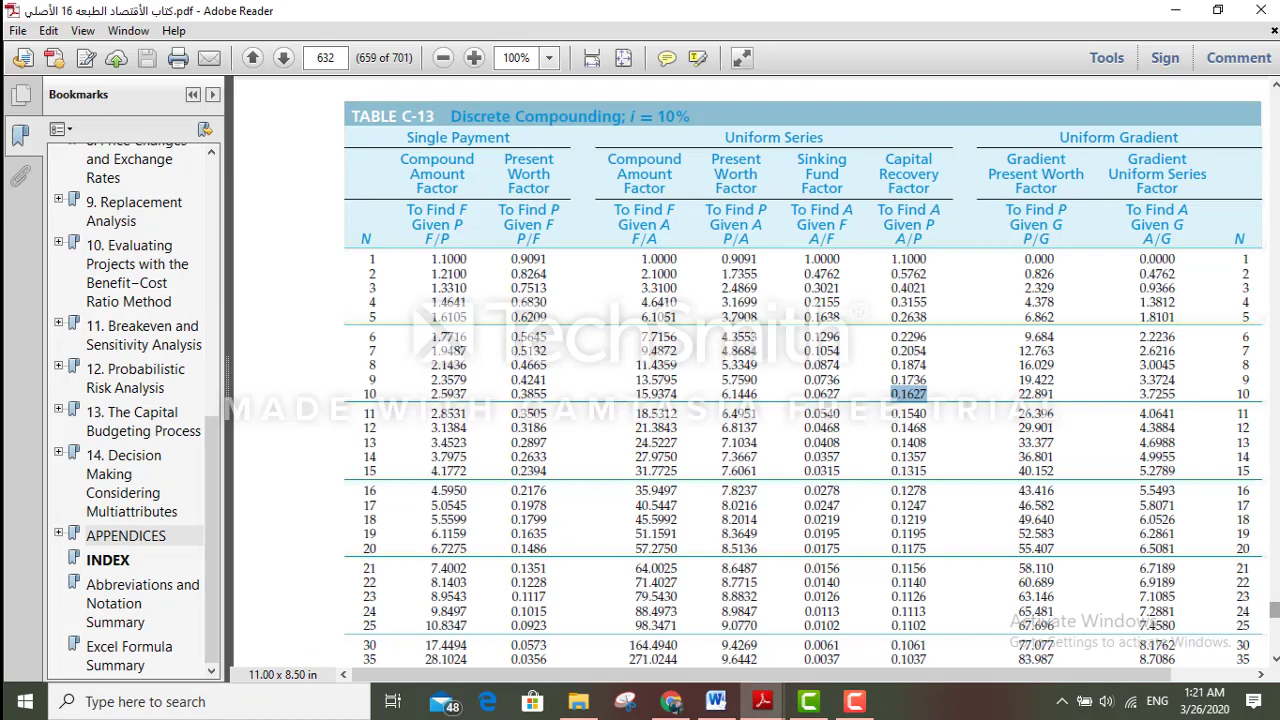 كتاب الأقتصاد الطبعه 16 الأصلي.pdf - Adobe Reader
File Edit View Window Help
632 (659 of 701) 100% Tools Sign Comment
Bookmarks
and Exchange
Rates
9. Replacement
Analysis
10. Evaluating
Projects with the
Benefit–Cost
Ratio Method
11. Breakeven and
Sensitivity Analysis
12. Probabilistic
Risk Analysis
13. The Capital
Budgeting Process
14. Decision
Making
Considering
Multiattributes
APPENDICES
INDEX
Abbreviations and
Notation
Summary
Excel Formula
Summary
TABLE C-13 Discrete Compounding; i = 10%
Single Payment Uniform Series Uniform Gradient
Compound Present Compound Present Sinking Capital Gradient Gradient
Amount Worth Amount Worth Fund Recovery Present Worth Uniform Series
Factor Factor Factor Factor Factor Factor Factor Factor
To Find F To Find P To Find F To Find P To Find A To Find A To Find P To Find A
Given P Given F Given A Given A Given F Given P Given G Given G
N F/P P/F F/A P/A A/F A/P P/G A/G N
1 1.1000 0.9091 1.0000 0.9091 1.0000 1.1000 0.000 0.0000 1
2 1.2100 0.8264 2.1000 1.7355 0.4762 0.5762 0.826 0.4762 2
3 1.3310 0.7513 3.3100 2.4869 0.3021 0.4021 2.329 0.9366 3
4 1.4641 0.6830 4.6410 3.1699 0.2155 0.3155 4.378 1.3812 4
5 1.6105 0.6209 6.1051 3.7908 0.1638 0.2638 6.862 1.8101 5
6 1.7716 0.5645 7.7156 4.3553 0.1296 0.2296 9.684 2.2236 6
7 1.9487 0.5132 9.4872 4.8684 0.1054 0.2054 12.763 2.6216 7
8 2.1436 0.4665 11.4359 5.3349 0.0874 0.1874 16.029 3.0045 8
9 2.3579 0.4241 13.5795 5.7590 0.0736 0.1736 19.422 3.3724 9
10 2.5937 0.3855 15.9374 6.1446 0.0627 0.1627 22.891 3.7255 10
11 2.8531 0.3505 18.5312 6.4951 0.0540 0.1540 26.396 4.0641 11
12 3.1384 0.3186 21.3843 6.8137 0.0468 0.1468 29.901 4.3884 12
13 3.4523 0.2897 24.5227 7.1034 0.0408 0.1408 33.377 4.6988 13
14 3.7975 0.2633 27.9750 7.3667 0.0357 0.1357 36.801 4.9955 14
15 4.1772 0.2394 31.7725 7.6061 0.0315 0.1315 40.152 5.2789 15
16 4.5950 0.2176 35.9497 7.8237 0.0278 0.1278 43.416 5.5493 16
17 5.0545 0.1978 40.5447 8.0216 0.0247 0.1247 46.582 5.8071 17
18 5.5599 0.1799 45.5992 8.2014 0.0219 0.1219 49.640 6.0526 18
19 6.1159 0.1635 51.1591 8.3649 0.0195 0.1195 52.583 6.2861 19
20 6.7275 0.1486 57.2750 8.5136 0.0175 0.1175 55.407 6.5081 20
21 7.4002 0.1351 64.0025 8.6487 0.0156 0.1156 58.110 6.7189 21
22 8.1403 0.1228 71.4027 8.7715 0.0140 0.1140 60.689 6.9189 22
23 8.9543 0.1117 79.5430 8.8832 0.0126 0.1126 63.146 7.1085 23
24 9.8497 0.1015 88.4973 8.9847 0.0113 0.1113 65.481 7.2881 24
25 10.8347 0.0923 98.3471 9.0770 0.0102 0.1102 67.696 7.4580 25
30 17.4494 0.0573 164.4940 9.4269 0.0061 0.1061 77.077 8.1762 30
35 28.1024 0.0356 271.0244 9.6442 0.0037 0.1037 83.987 8.7086 35
TechSmith®
MADE WITH CAMTASIA FREE TRIAL
Activate Windows
Go to Settings to activate Windows.
11.00 x 8.50 in
Type here to search 48 ENG 1:21 AM
3/26/2020